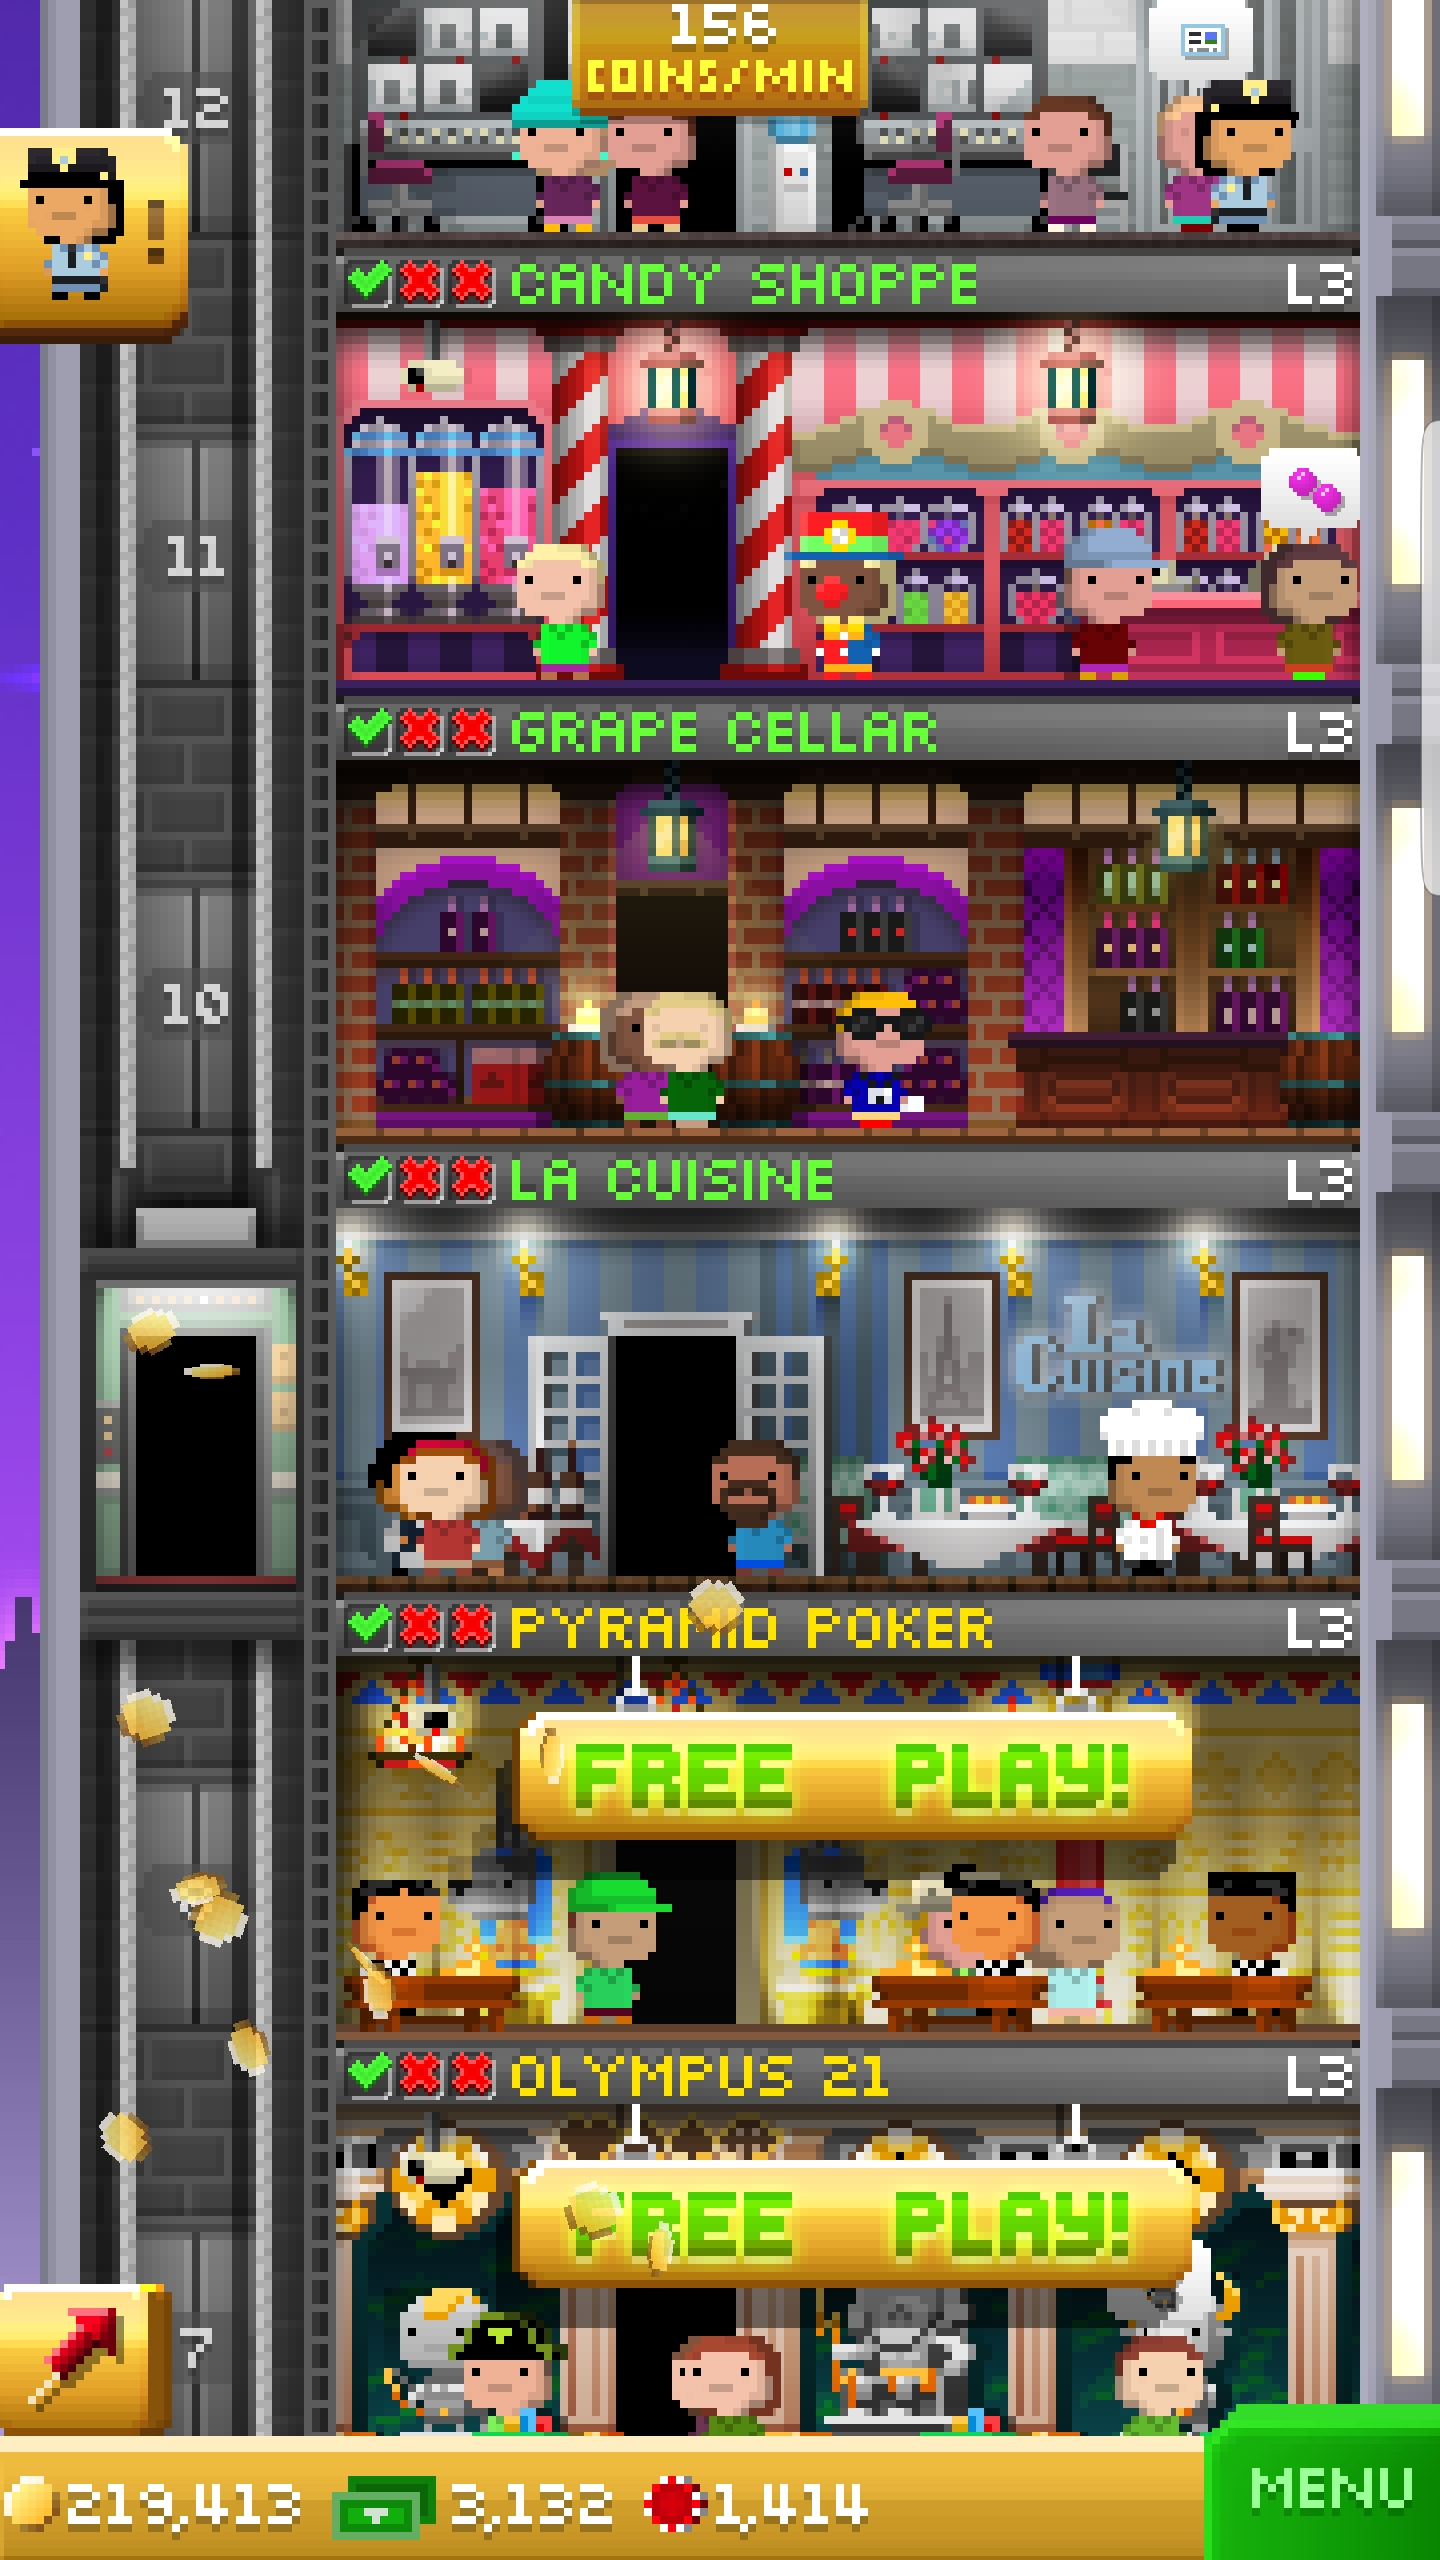 156
COINS/MIN
12
!
CANDY SHOPPE L3
11
GRAPE CELLAR L3
10
LA CUISINE L3
La
Cuisine
PYRAMID POKER L3
FREE PLAY!
OLYMPUS 21 L3
FREE PLAY!
7
219,413 3,132 1,414
MENU